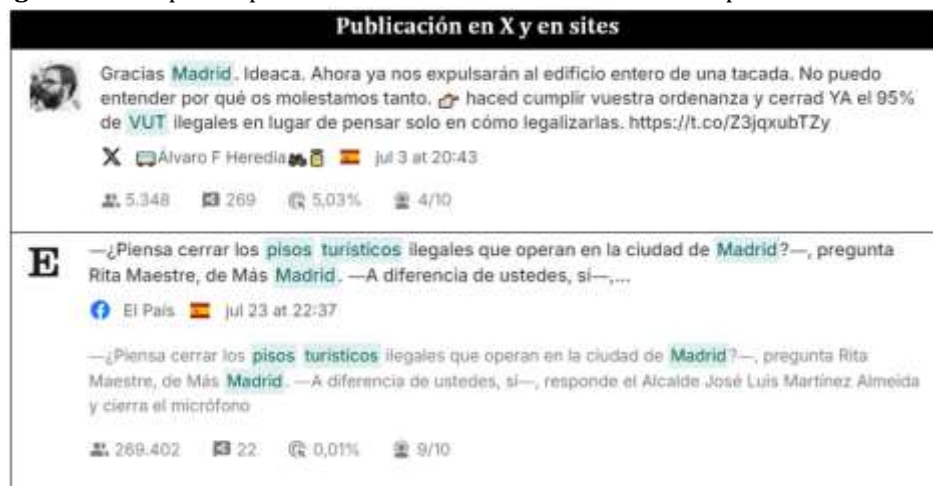 Publicación en X y en sites
Gracias Madrid. Ideaca. Ahora ya nos expulsarán al edificio entero de una tacada. No puedo
entender por qué os molestamos tanto. 👉 haced cumplir vuestra ordenanza y cerrad YA el 95%
de VUT ilegales en lugar de pensar solo en cómo legalizarlas. https://t.co/Z3jqxubTZy
X Álvaro F Heredia jul 3 at 20:43
5.348 269 5,03% 4/10
E —¿Piensa cerrar los pisos turísticos ilegales que operan en la ciudad de Madrid?—, pregunta
Rita Maestre, de Más Madrid. —A diferencia de ustedes, sí—,...
El País jul 23 at 22:37
—¿Piensa cerrar los pisos turísticos ilegales que operan en la ciudad de Madrid?—, pregunta Rita
Maestre, de Más Madrid. —A diferencia de ustedes, sí—, responde el Alcalde José Luis Martínez Almeida
y cierra el micrófono
269.402 22 0,01% 9/10